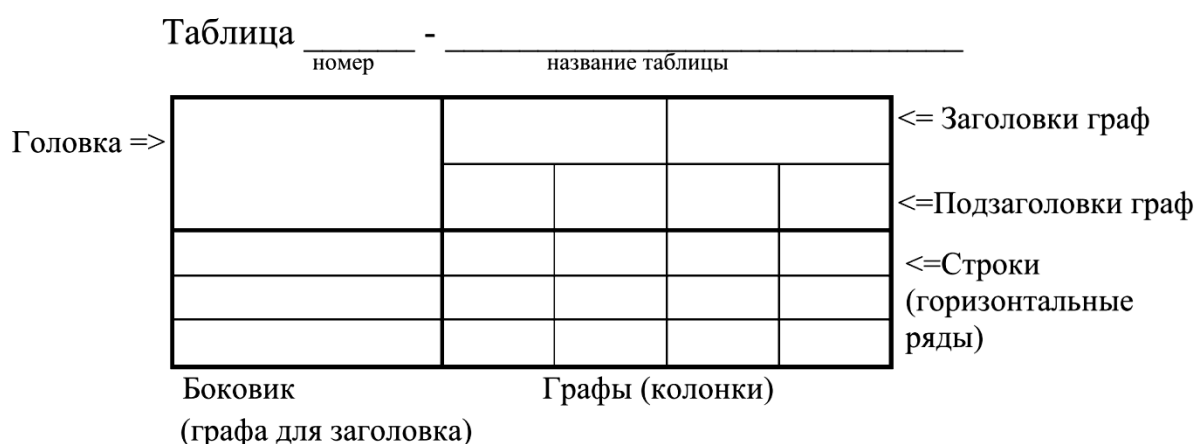 Таблица ______ - ____________________________
номер название таблицы
Головка =>
<= Заголовки граф
<=Подзаголовки граф
<=Строки
(горизонтальные
ряды)
Боковик
(графа для заголовка)
Графы (колонки)